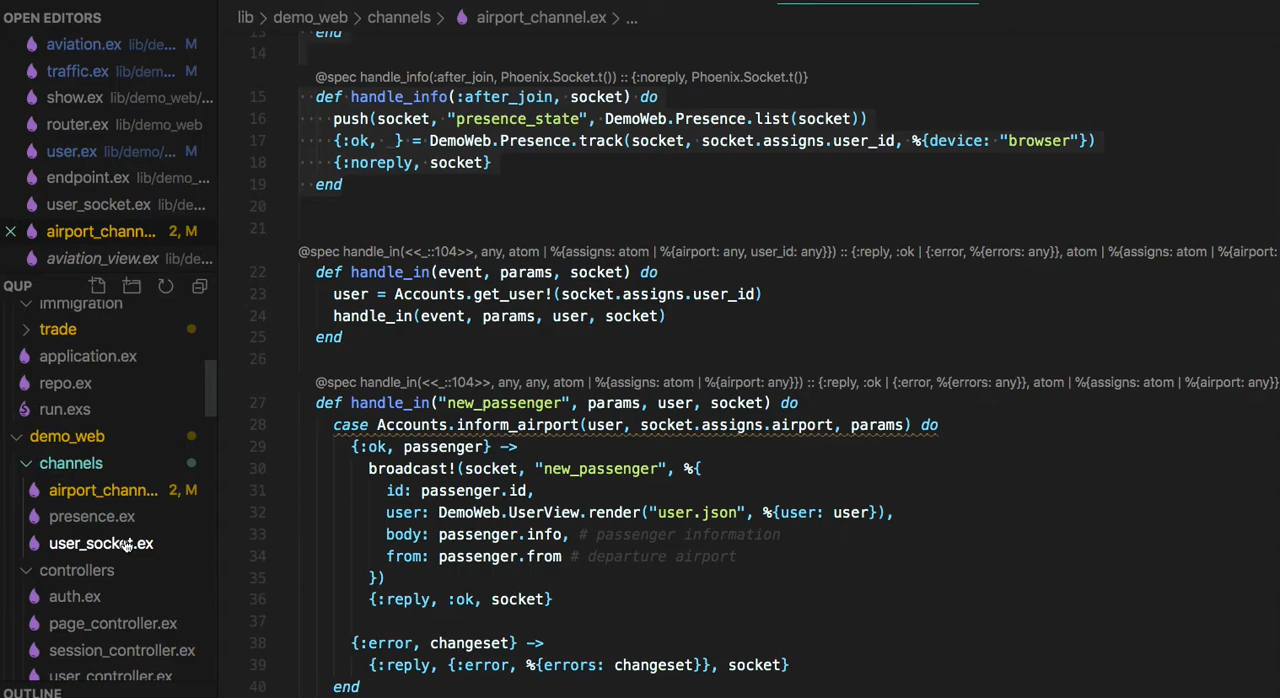 OPEN EDITORS
aviation.ex lib/de... M
traffic.ex lib/dem... M
show.ex lib/demo_web/...
router.ex lib/demo_web
user.ex lib/demo/... M
endpoint.ex lib/demo_...
user_socket.ex lib/de...
airport_chann... 2, M
aviation_view.ex lib/de...
QUP
immigration
trade
application.ex
repo.ex
run.exs
demo_web
channels
airport_chann... 2, M
presence.ex
user_socket.ex
controllers
auth.ex
page_controller.ex
session_controller.ex
user_controller.ex
OUTLINE
lib > demo_web > channels > airport_channel.ex > ...
13 end
14
@spec handle_info(:after_join, Phoenix.Socket.t()) :: {:noreply, Phoenix.Socket.t()}
15 def handle_info(:after_join, socket) do
16 push(socket, "presence_state", DemoWeb.Presence.list(socket))
17 {:ok, _} = DemoWeb.Presence.track(socket, socket.assigns.user_id, %{device: "browser"})
18 {:noreply, socket}
19 end
20
21
@spec handle_in(<<_::104>>, any, atom | %{assigns: atom | %{airport: any, user_id: any}}) :: {:reply, :ok | {:error, %{errors: any}}, atom | %{assigns: atom | %{airport:
22 def handle_in(event, params, socket) do
23 user = Accounts.get_user!(socket.assigns.user_id)
24 handle_in(event, params, user, socket)
25 end
26
@spec handle_in(<<_::104>>, any, any, atom | %{assigns: atom | %{airport: any}}) :: {:reply, :ok | {:error, %{errors: any}}, atom | %{assigns: atom | %{airport: any}}
27 def handle_in("new_passenger", params, user, socket) do
28 case Accounts.inform_airport(user, socket.assigns.airport, params) do
29 {:ok, passenger} ->
30 broadcast!(socket, "new_passenger", %{
31 id: passenger.id,
32 user: DemoWeb.UserView.render("user.json", %{user: user}),
33 body: passenger.info, # passenger information
34 from: passenger.from # departure airport
35 })
36 {:reply, :ok, socket}
37
38 {:error, changeset} ->
39 {:reply, {:error, %{errors: changeset}}, socket}
40 end